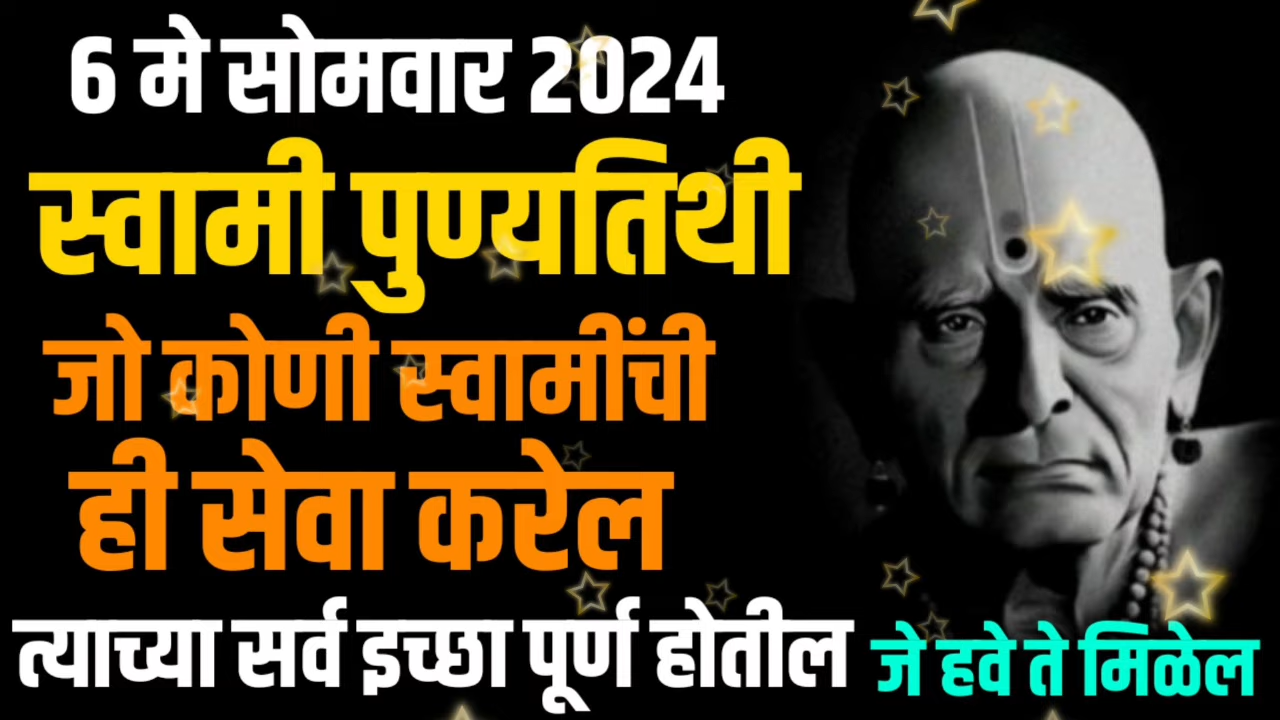 6 मे सोमवार 2024
स्वामी पुण्यतिथी
जो कोणी स्वामींची
ही सेवा करेल
त्याच्या सर्व इच्छा पूर्ण होतील जे हवे ते मिळेल